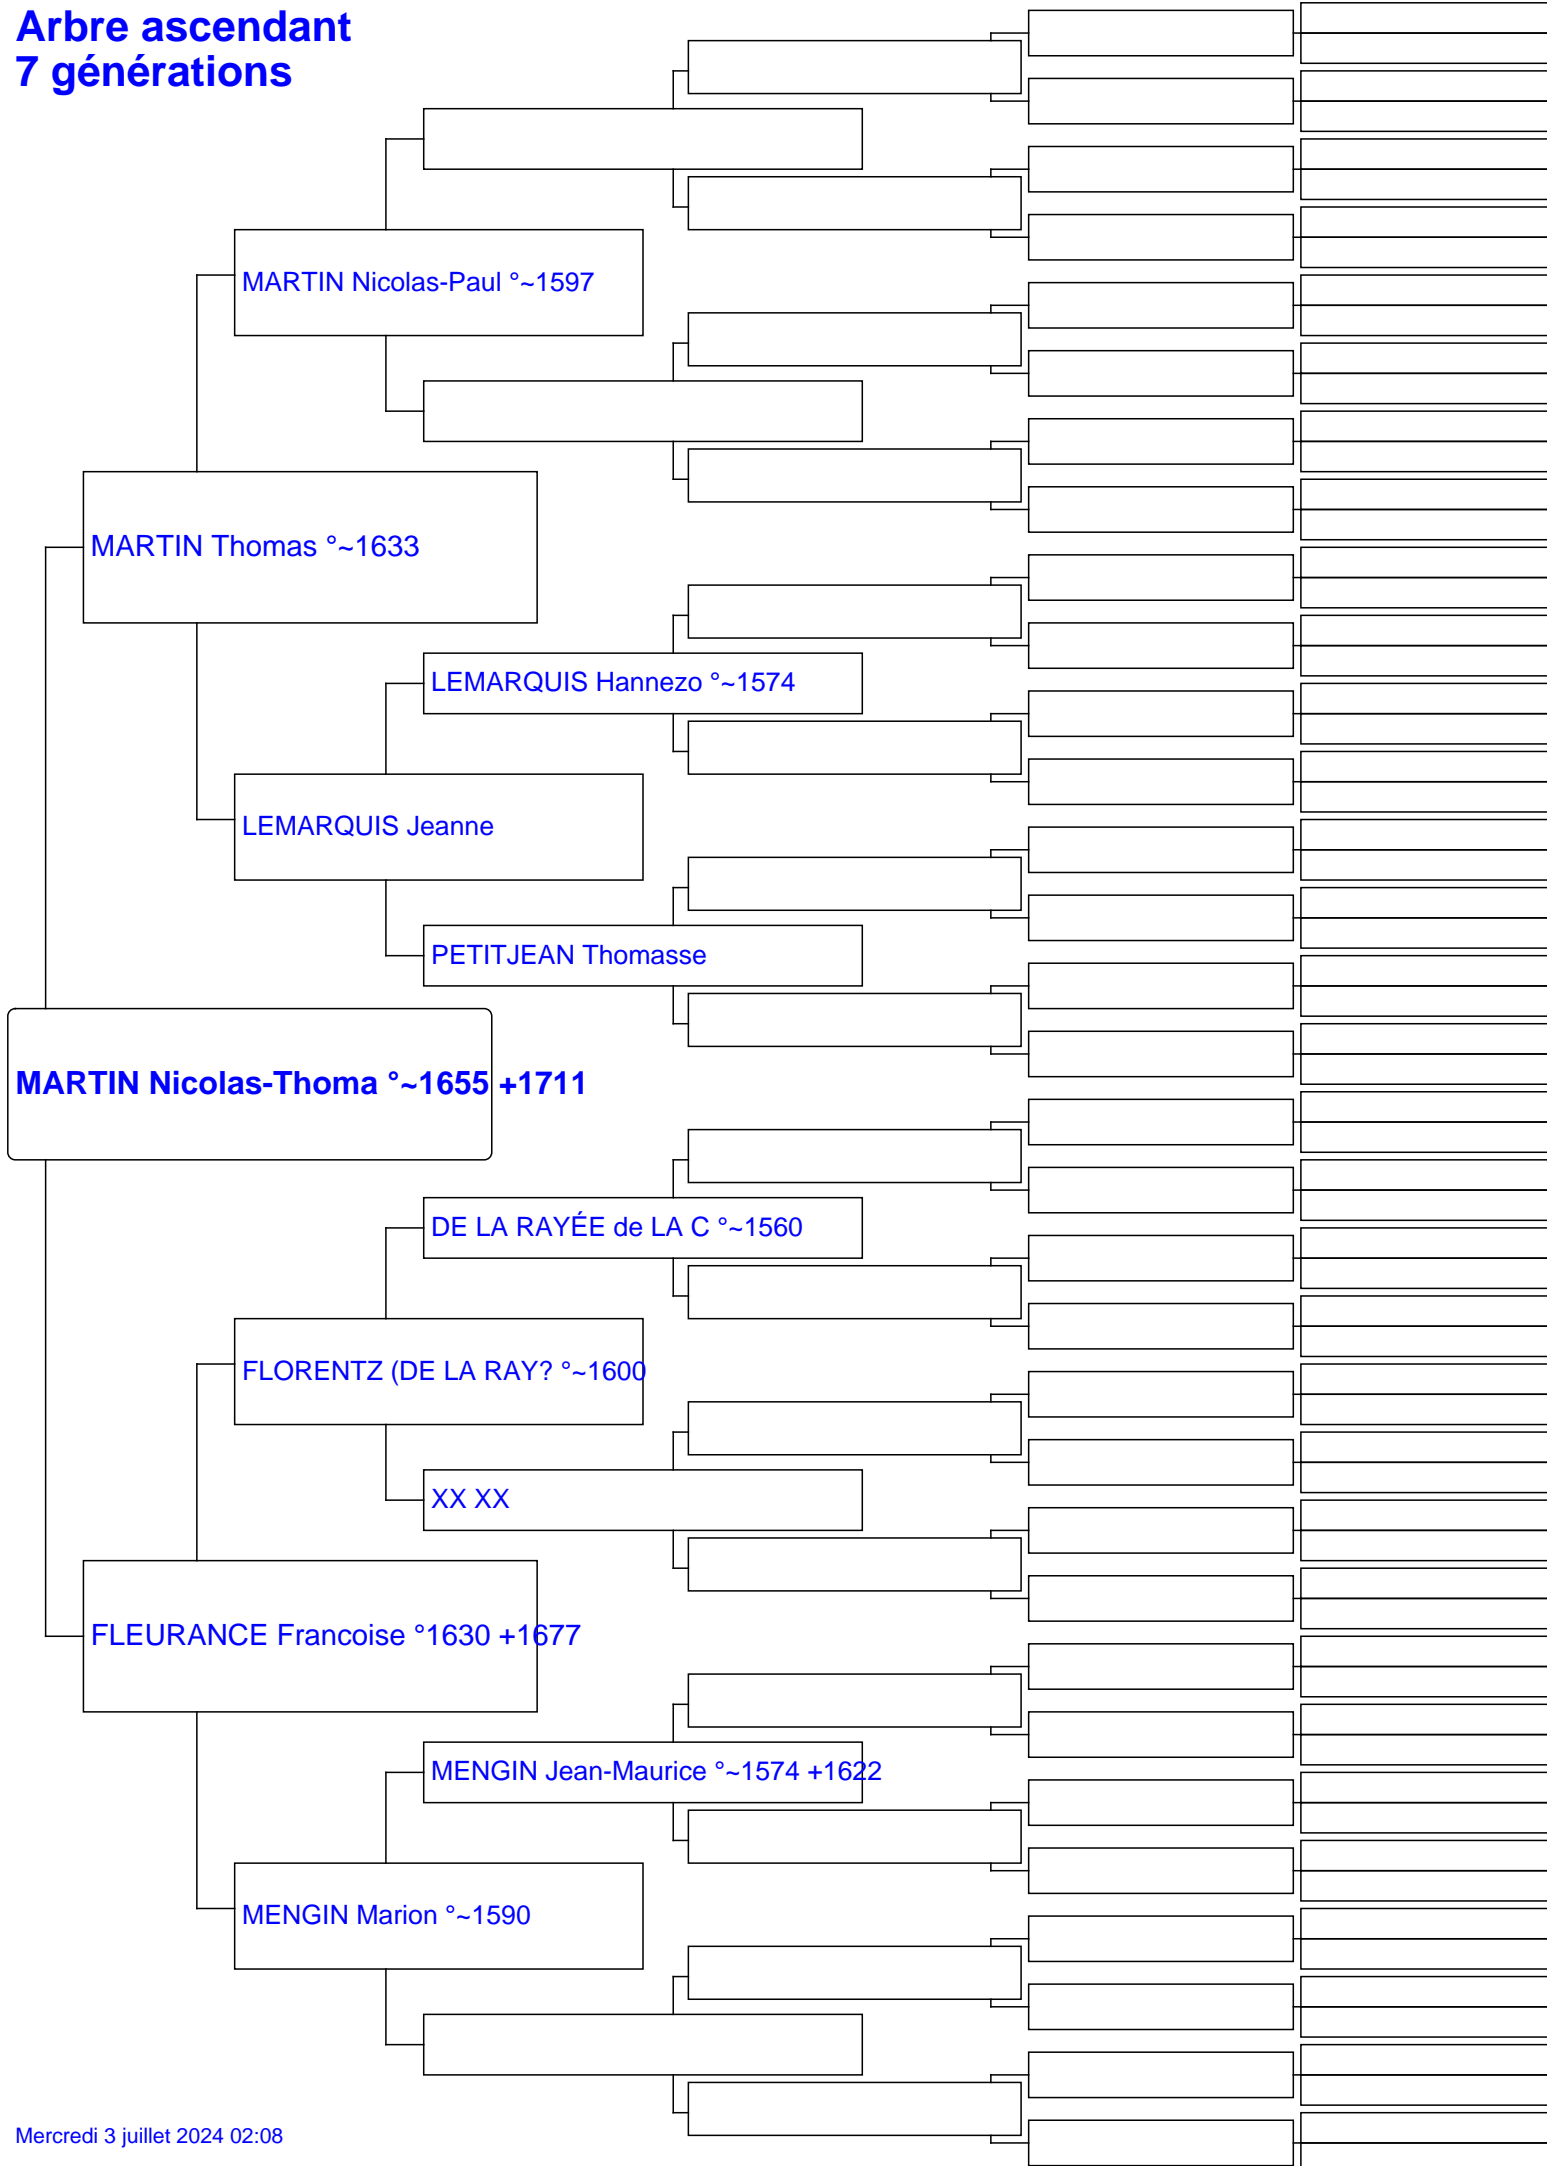 Arbre ascendant
7 générations
MARTIN Nicolas-Paul °~1597
MARTIN Thomas °~1633
LEMARQUIS Hannezo °~1574
LEMARQUIS Jeanne
PETITJEAN Thomasse
MARTIN Nicolas-Thoma °~1655 +1711
DE LA RAYÉE de LA C °~1560
FLORENTZ (DE LA RAY? °~1600
XX XX
FLEURANCE Francoise °1630 +1677
MENGIN Jean-Maurice °~1574 +1622
MENGIN Marion °~1590
Mercredi 3 juillet 2024 02:08